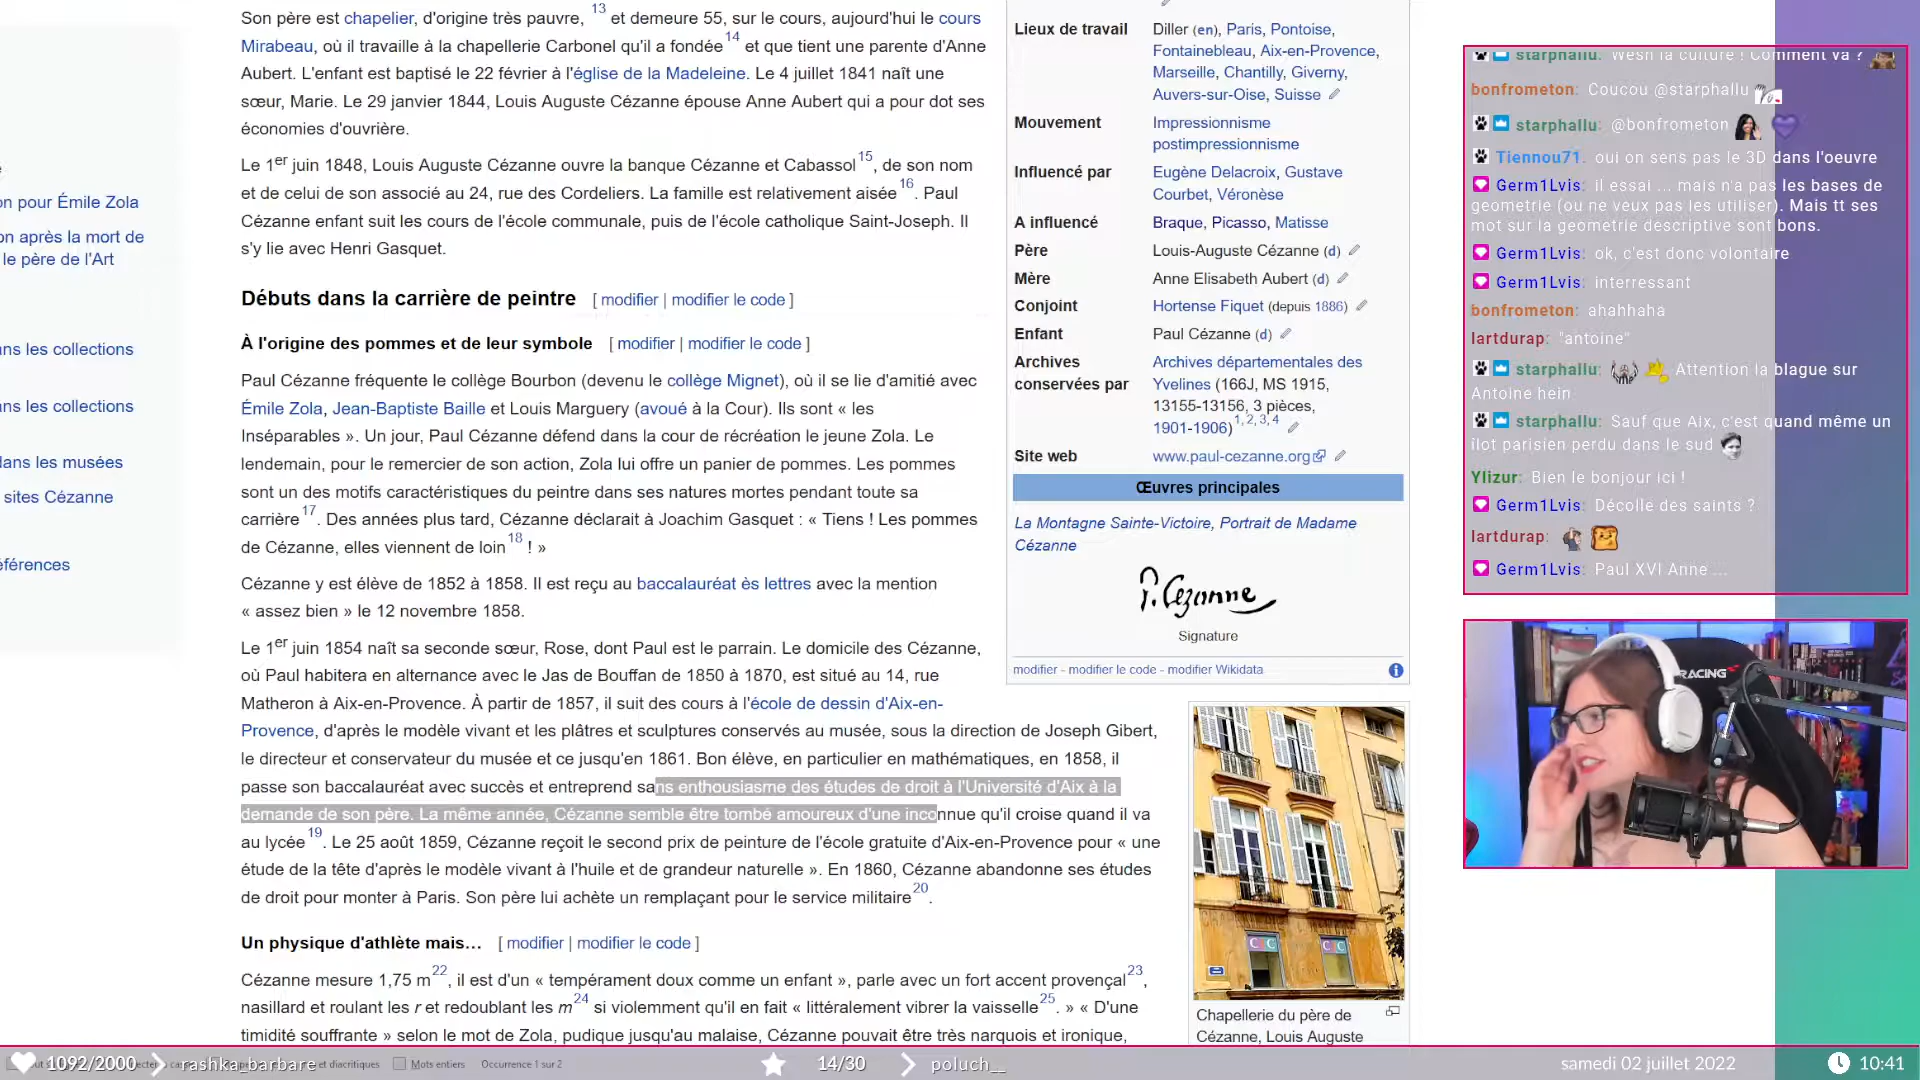 Son père est chapelier, d'origine très pauvre, 13 et demeure 55, sur le cours, aujourd'hui le cours
Mirabeau, où il travaille à la chapellerie Carbonel qu'il a fondée14 et que tient une parente d'Anne
Aubert. L'enfant est baptisé le 22 février à l'église de la Madeleine. Le 4 juillet 1841 naît une
sœur, Marie. Le 29 janvier 1844, Louis Auguste Cézanne épouse Anne Aubert qui a pour dot ses
économies d'ouvrière.
Le 1er juin 1848, Louis Auguste Cézanne ouvre la banque Cézanne et Cabassol15, de son nom
et de celui de son associé au 24, rue des Cordeliers. La famille est relativement aisée16. Paul
Cézanne enfant suit les cours de l'école communale, puis de l'école catholique Saint-Joseph. Il
s'y lie avec Henri Gasquet.
Débuts dans la carrière de peintre [ modifier | modifier le code ]
À l'origine des pommes et de leur symbole [ modifier | modifier le code ]
Paul Cézanne fréquente le collège Bourbon (devenu le collège Mignet), où il se lie d'amitié avec
Émile Zola, Jean-Baptiste Baille et Louis Marguery (avoué à la Cour). Ils sont « les
Inséparables ». Un jour, Paul Cézanne défend dans la cour de récréation le jeune Zola. Le
lendemain, pour le remercier de son action, Zola lui offre un panier de pommes. Les pommes
sont un des motifs caractéristiques du peintre dans ses natures mortes pendant toute sa
carrière17. Des années plus tard, Cézanne déclarait à Joachim Gasquet : « Tiens ! Les pommes
de Cézanne, elles viennent de loin18 ! »
Cézanne y est élève de 1852 à 1858. Il est reçu au baccalauréat ès lettres avec la mention
« assez bien » le 12 novembre 1858.
Le 1er juin 1854 naît sa seconde sœur, Rose, dont Paul est le parrain. Le domicile des Cézanne,
où Paul habitera en alternance avec le Jas de Bouffan de 1850 à 1870, est situé au 14, rue
Matheron à Aix-en-Provence. À partir de 1857, il suit des cours à l'école de dessin d'Aix-en-
Provence, d'après le modèle vivant et les plâtres et sculptures conservés au musée, sous la direction de Joseph Gibert,
le directeur et conservateur du musée et ce jusqu'en 1861. Bon élève, en particulier en mathématiques, en 1858, il
passe son baccalauréat avec succès et entreprend sans enthousiasme des études de droit à l'Université d'Aix à la
demande de son père. La même année, Cézanne semble être tombé amoureux d'une inconnue qu'il croise quand il va
au lycée19. Le 25 août 1859, Cézanne reçoit le second prix de peinture de l'école gratuite d'Aix-en-Provence pour « une
étude de la tête d'après le modèle vivant à l'huile et de grandeur naturelle ». En 1860, Cézanne abandonne ses études
de droit pour monter à Paris. Son père lui achète un remplaçant pour le service militaire20.
Un physique d'athlète mais... [ modifier | modifier le code ]
Cézanne mesure 1,75 m22, il est d'un « tempérament doux comme un enfant », parle avec un fort accent provençal23,
nasillard et roulant les r et redoublant les m24 si violemment qu'il en fait « littéralement vibrer la vaisselle25. » « D'une
timidité souffrante » selon le mot de Zola, pudique jusqu'au malaise, Cézanne pouvait être très narquois et ironique,
on pour Émile Zola
on après la mort de
le père de l'Art
ans les collections
ans les collections
dans les musées
sites Cézanne
éférences
Lieux de travail Diller (en), Paris, Pontoise,
Fontainebleau, Aix-en-Provence,
Marseille, Chantilly, Giverny,
Auvers-sur-Oise, Suisse
Mouvement Impressionnisme
postimpressionnisme
Influencé par Eugène Delacroix, Gustave
Courbet, Véronèse
A influencé Braque, Picasso, Matisse
Père Louis-Auguste Cézanne (d)
Mère Anne Elisabeth Aubert (d)
Conjoint Hortense Fiquet (depuis 1886)
Enfant Paul Cézanne (d)
Archives conservées par Archives départementales des
Yvelines (166J, MS 1915,
13155-13156, 3 pièces,
1901-1906)1, 2, 3, 4
Site web www.paul-cezanne.org
Œuvres principales
La Montagne Sainte-Victoire, Portrait de Madame
Cézanne
P. Cezanne
Signature
modifier - modifier le code - modifier Wikidata
CIC CIC
Chapellerie du père de
Cézanne, Louis Auguste
starphallu: Wesh la culture ! Comment va ?
bonfrometon: Coucou @starphallu
starphallu: @bonfrometon
Tiennou71: oui on sens pas le 3D dans l'oeuvre
Germ1Lvis: il essai ... mais n'a pas les bases de
geometrie (ou ne veux pas les utiliser). Mais tt ses
mot sur la geometrie descriptive sont bons.
Germ1Lvis: ok, c'est donc volontaire
Germ1Lvis: interressant
bonfrometon: ahahhaha
lartdurap: "antoine"
starphallu: Attention la blague sur
Antoine hein
starphallu: Sauf que Aix, c'est quand même un
îlot parisien perdu dans le sud
Ylizur: Bien le bonjour ici !
Germ1Lvis: Décolle des saints ?
lartdurap:
Germ1Lvis: Paul XVI Anne ...
RACING
1092/2000 rashka_barbare et diacritiques Mots entiers Occurrence 1 sur 2 14/30 poluch__ samedi 02 juillet 2022 10:41